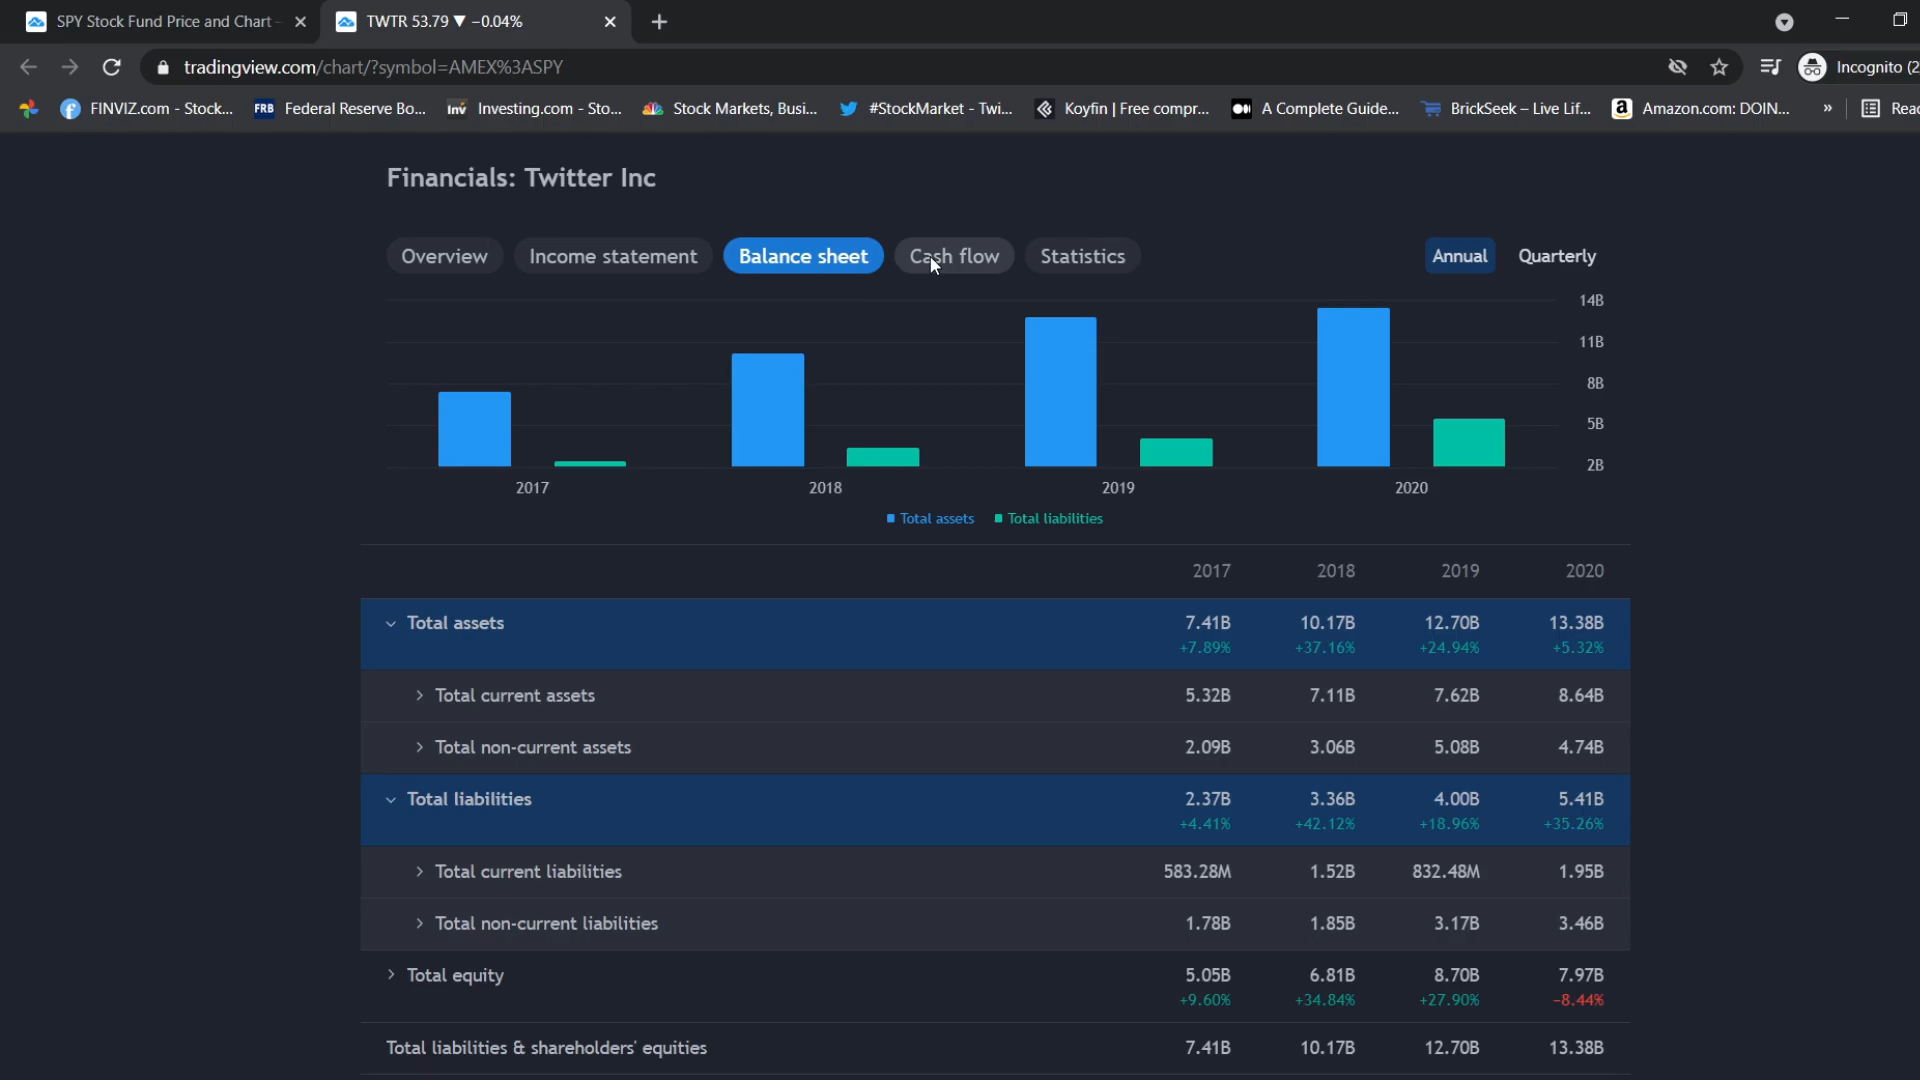 SPY Stock Fund Price and Chart -
TWTR 53.79 ▼ −0.04%
tradingview.com/chart/?symbol=AMEX%3ASPY
Incognito (2
FINVIZ.com - Stock...
FRB
Federal Reserve Bo...
Inv
Investing.com - Sto...
Stock Markets, Busi...
#StockMarket - Twi...
Koyfin | Free compr...
A Complete Guide...
BrickSeek – Live Lif...
a
Amazon.com: DOIN...
»
Read
Financials: Twitter Inc
Overview Income statement Balance sheet Cash flow Statistics Annual Quarterly
14B
11B
8B
5B
2B
2017 2018 2019 2020
Total assets Total liabilities
2017 2018 2019 2020
Total assets 7.41B 10.17B 12.70B 13.38B
+7.89% +37.16% +24.94% +5.32%
Total current assets 5.32B 7.11B 7.62B 8.64B
Total non-current assets 2.09B 3.06B 5.08B 4.74B
Total liabilities 2.37B 3.36B 4.00B 5.41B
+4.41% +42.12% +18.96% +35.26%
Total current liabilities 583.28M 1.52B 832.48M 1.95B
Total non-current liabilities 1.78B 1.85B 3.17B 3.46B
Total equity 5.05B 6.81B 8.70B 7.97B
+9.60% +34.84% +27.90% −8.44%
Total liabilities & shareholders' equities 7.41B 10.17B 12.70B 13.38B